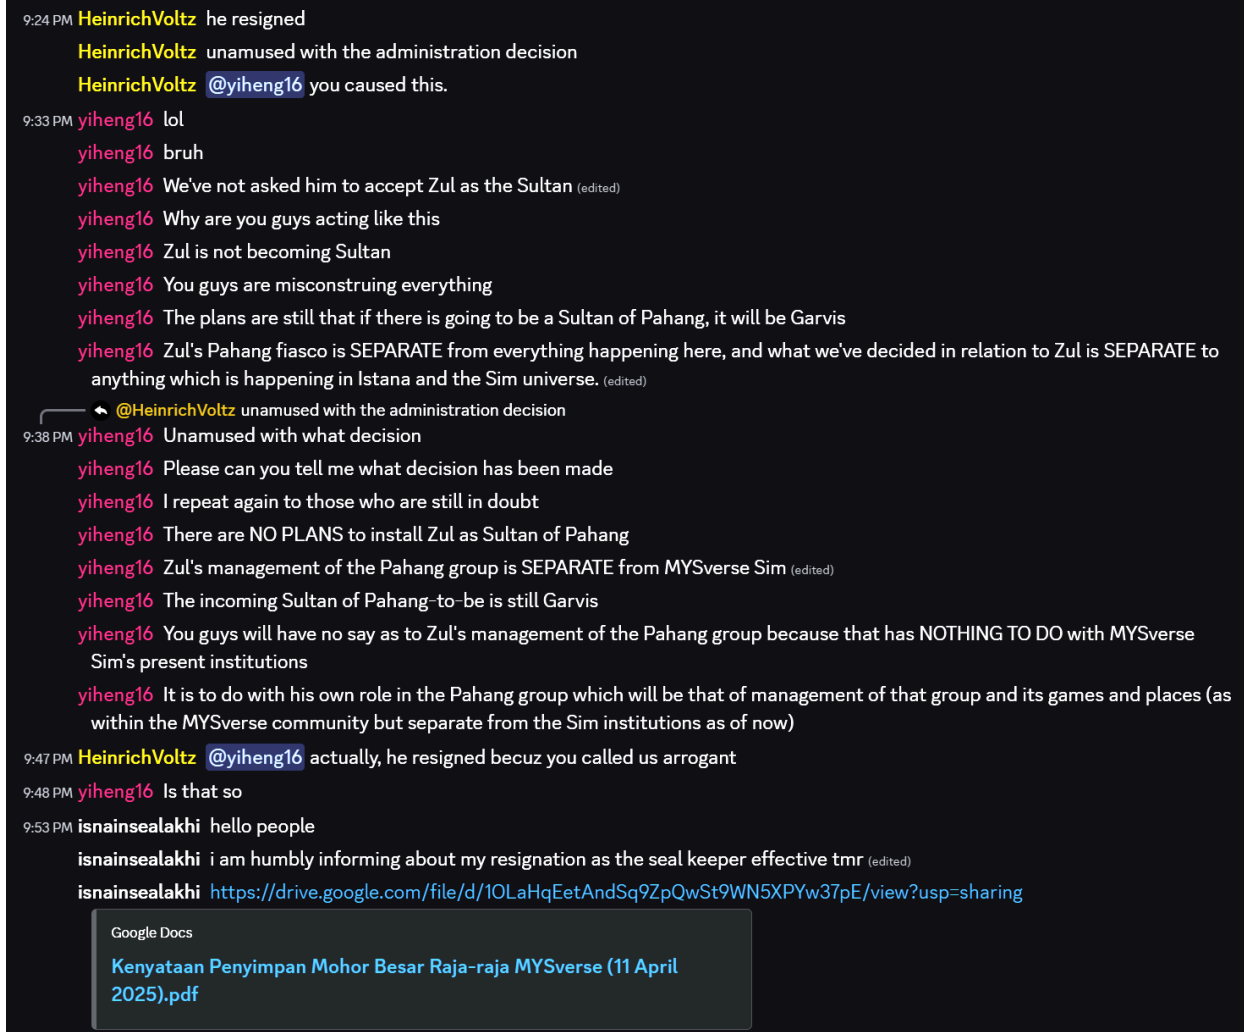 9:24 PM HeinrichVoltz he resigned
HeinrichVoltz unamused with the administration decision
HeinrichVoltz @yiheng16 you caused this.
9:33 PM yiheng16 lol
yiheng16 bruh
yiheng16 We've not asked him to accept Zul as the Sultan (edited)
yiheng16 Why are you guys acting like this
yiheng16 Zul is not becoming Sultan
yiheng16 You guys are misconstruing everything
yiheng16 The plans are still that if there is going to be a Sultan of Pahang, it will be Garvis
yiheng16 Zul's Pahang fiasco is SEPARATE from everything happening here, and what we've decided in relation to Zul is SEPARATE to
anything which is happening in Istana and the Sim universe. (edited)
@HeinrichVoltz unamused with the administration decision
9:38 PM yiheng16 Unamused with what decision
yiheng16 Please can you tell me what decision has been made
yiheng16 I repeat again to those who are still in doubt
yiheng16 There are NO PLANS to install Zul as Sultan of Pahang
yiheng16 Zul's management of the Pahang group is SEPARATE from MYSverse Sim (edited)
yiheng16 The incoming Sultan of Pahang-to-be is still Garvis
yiheng16 You guys will have no say as to Zul's management of the Pahang group because that has NOTHING TO DO with MYSverse
Sim's present institutions
yiheng16 It is to do with his own role in the Pahang group which will be that of management of that group and its games and places (as
within the MYSverse community but separate from the Sim institutions as of now)
9:47 PM HeinrichVoltz @yiheng16 actually, he resigned becuz you called us arrogant
9:48 PM yiheng16 Is that so
9:53 PM isnainsealakhi hello people
isnainsealakhi i am humbly informing about my resignation as the seal keeper effective tmr (edited)
isnainsealakhi https://drive.google.com/file/d/1OLaHqEetAndSq9ZpQwSt9WN5XPYw37pE/view?usp=sharing
Google Docs
Kenyataan Penyimpan Mohor Besar Raja-raja MYSverse (11 April
2025).pdf